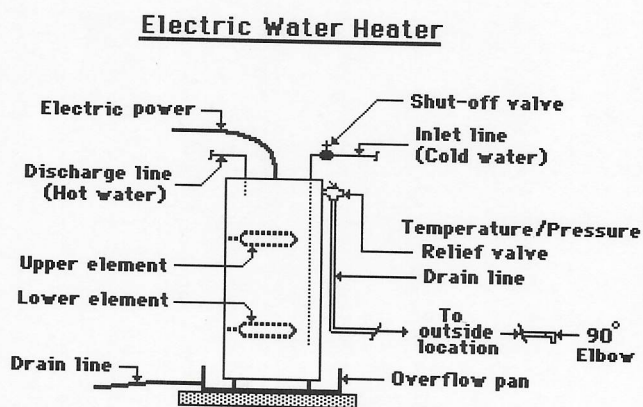 Electric Water Heater
Electric power
Shut-off valve
Inlet line
(Cold water)
Discharge line
(Hot water)
Temperature/Pressure
Relief valve
Drain line
Upper element
Lower element
To
outside
location
90°
Elbow
Drain line
Overflow pan